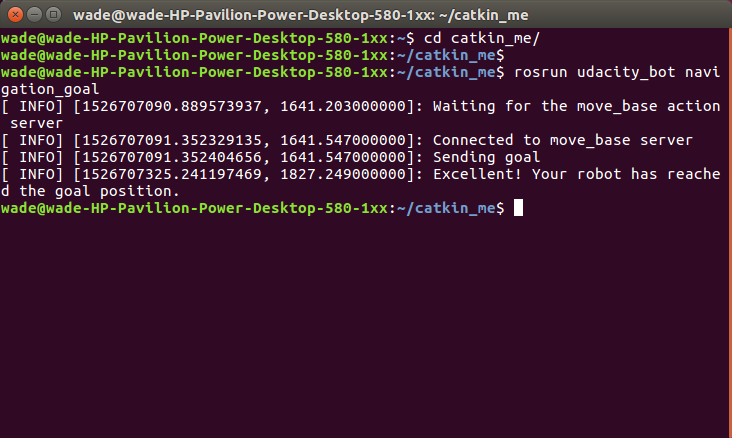 wade@wade-HP-Pavilion-Power-Desktop-580-1xx: ~/catkin_me
wade@wade-HP-Pavilion-Power-Desktop-580-1xx:~$ cd catkin_me/
wade@wade-HP-Pavilion-Power-Desktop-580-1xx:~/catkin_me$
wade@wade-HP-Pavilion-Power-Desktop-580-1xx:~/catkin_me$ rosrun udacity_bot navi
gation_goal
[ INFO] [1526707090.889573937, 1641.203000000]: Waiting for the move_base action
 server
[ INFO] [1526707091.352329135, 1641.547000000]: Connected to move_base server
[ INFO] [1526707091.352404656, 1641.547000000]: Sending goal
[ INFO] [1526707325.241197469, 1827.249000000]: Excellent! Your robot has reache
d the goal position.
wade@wade-HP-Pavilion-Power-Desktop-580-1xx:~/catkin_me$